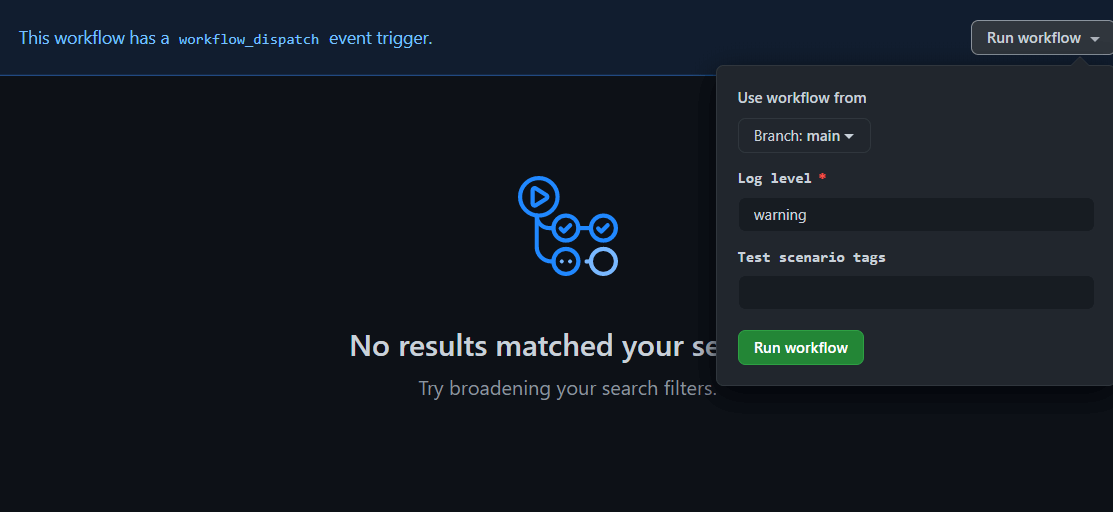 This workflow has a workflow_dispatch event trigger.
Run workflow
Use workflow from
Branch: main
Log level *
warning
Test scenario tags
Run workflow
No results matched your se
Try broadening your search filters.